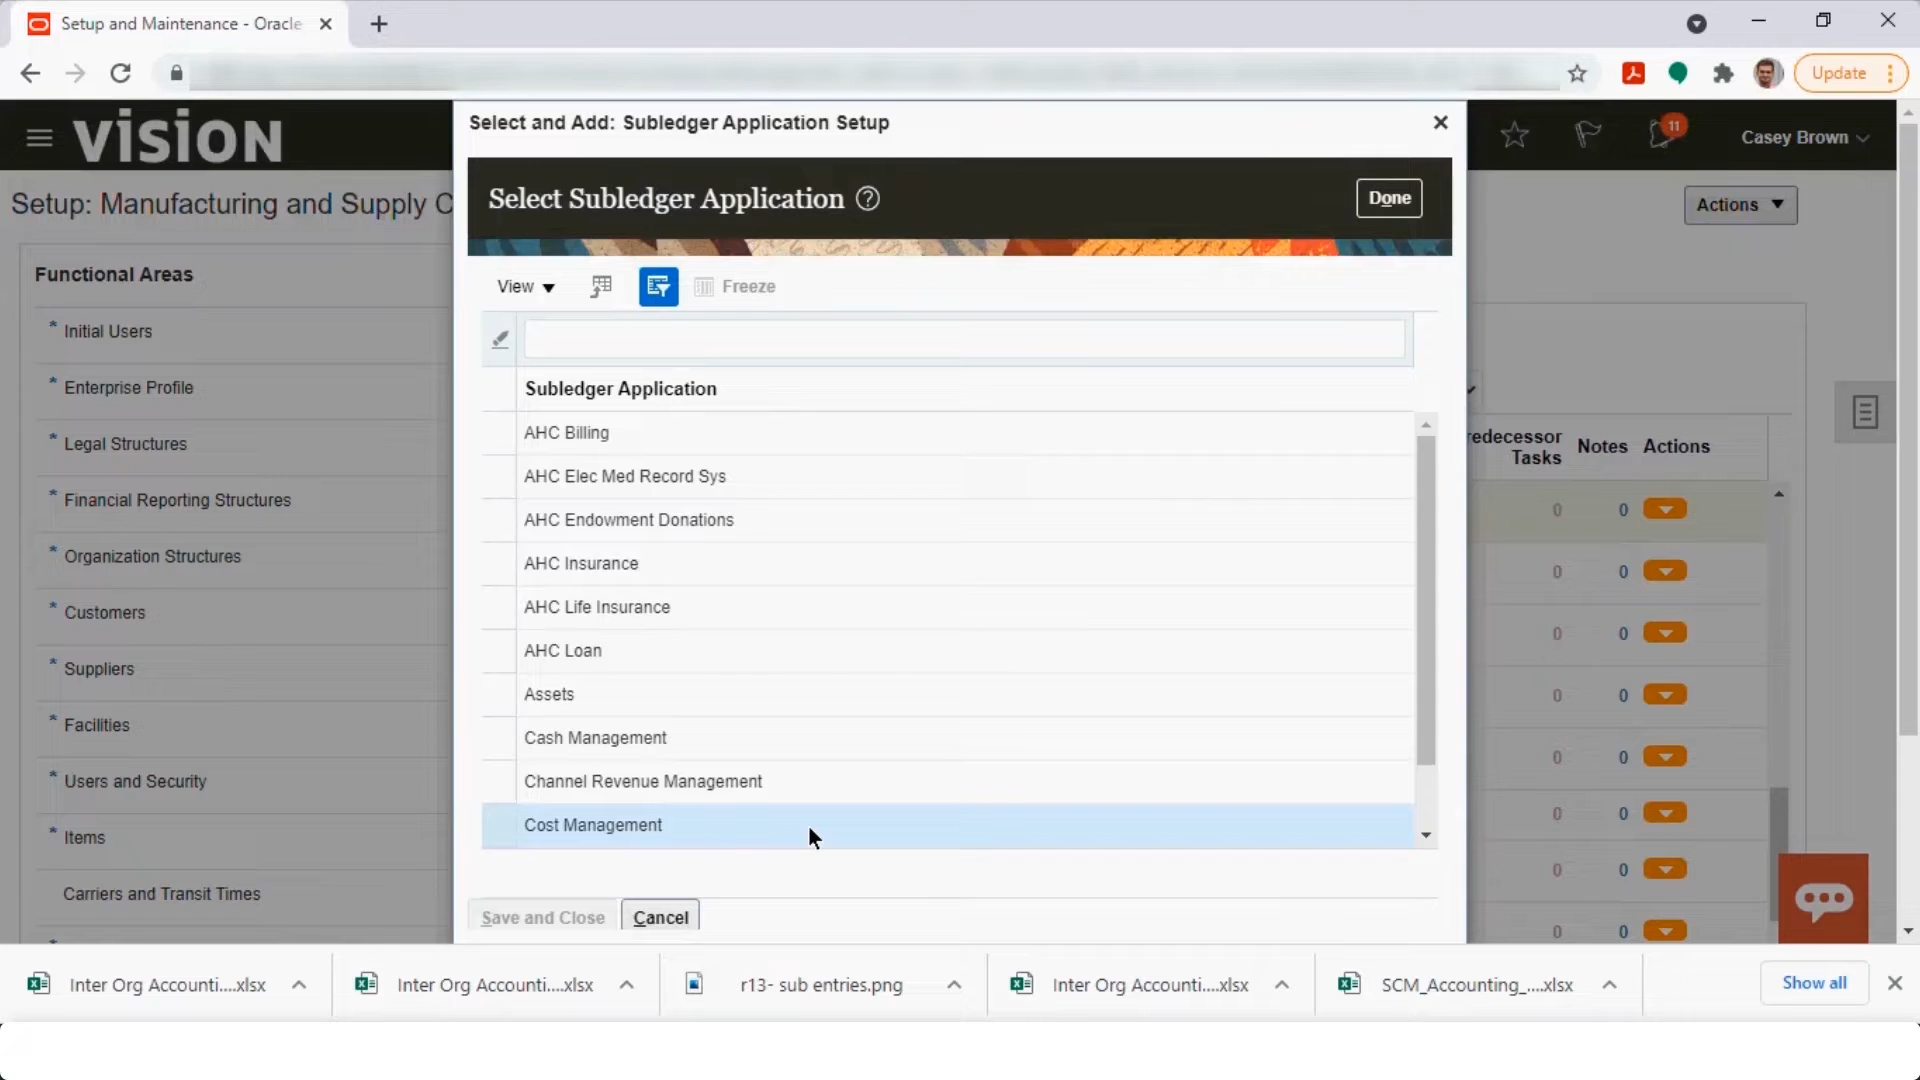 Setup and Maintenance - Oracle
Update
vision
Casey Brown
11
Setup: Manufacturing and Supply C
Actions
Functional Areas
* Initial Users
* Enterprise Profile
* Legal Structures
* Financial Reporting Structures
* Organization Structures
* Customers
* Suppliers
* Facilities
* Users and Security
* Items
Carriers and Transit Times
*
Select and Add: Subledger Application Setup
Select Subledger Application
Done
View
Freeze
Subledger Application
AHC Billing
AHC Elec Med Record Sys
AHC Endowment Donations
AHC Insurance
AHC Life Insurance
AHC Loan
Assets
Cash Management
Channel Revenue Management
Cost Management
Save and Close
Cancel
redecessor Tasks Notes Actions
0 0
0 0
0 0
0 0
0 0
0 0
0 0
0 0
Inter Org Accounti....xlsx
Inter Org Accounti....xlsx
r13- sub entries.png
Inter Org Accounti....xlsx
SCM_Accounting_....xlsx
Show all